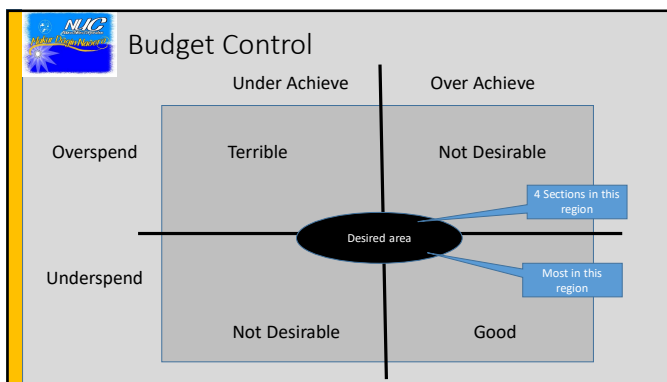 NUC
Budget Control
Under Achieve
Over Achieve
Overspend
Terrible
Not Desirable
4 Sections in this
region
Desired area
Underspend
Most in this
region
Not Desirable
Good